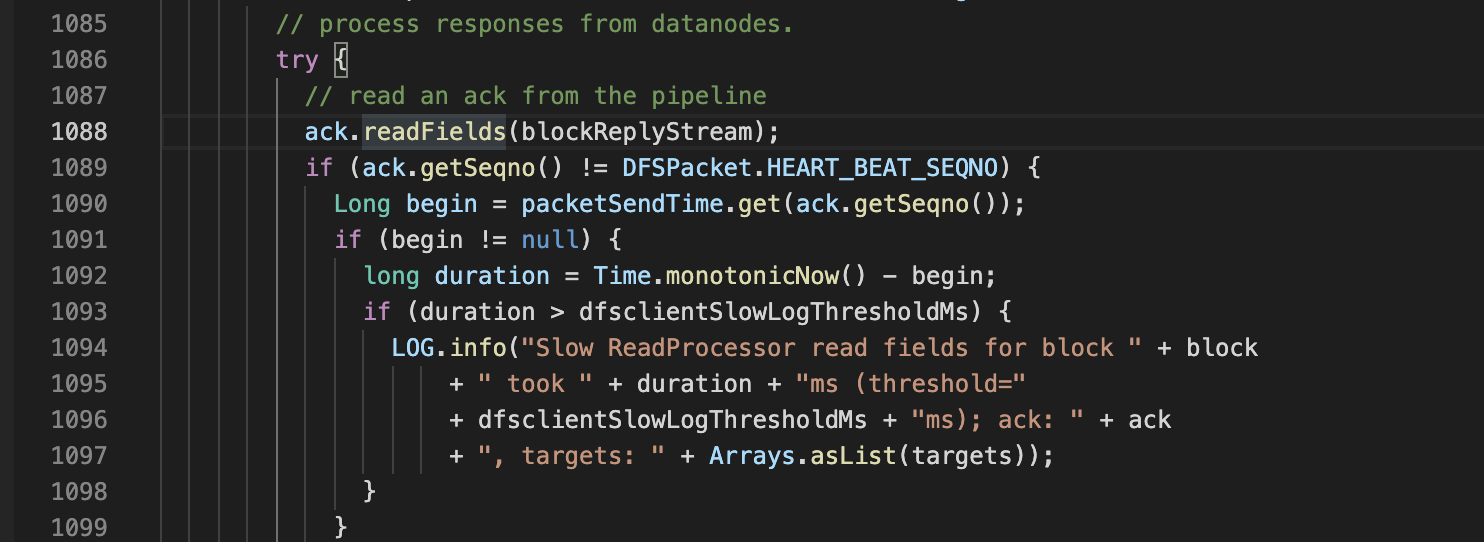 1085 // process responses from datanodes.
1086 try {
1087 // read an ack from the pipeline
1088 ack.readFields(blockReplyStream);
1089 if (ack.getSeqno() != DFSPacket.HEART_BEAT_SEQNO) {
1090 Long begin = packetSendTime.get(ack.getSeqno());
1091 if (begin != null) {
1092 long duration = Time.monotonicNow() - begin;
1093 if (duration > dfsclientSlowLogThresholdMs) {
1094 LOG.info("Slow ReadProcessor read fields for block " + block
1095 + " took " + duration + "ms (threshold="
1096 + dfsclientSlowLogThresholdMs + "ms); ack: " + ack
1097 + ", targets: " + Arrays.asList(targets));
1098 }
1099 }